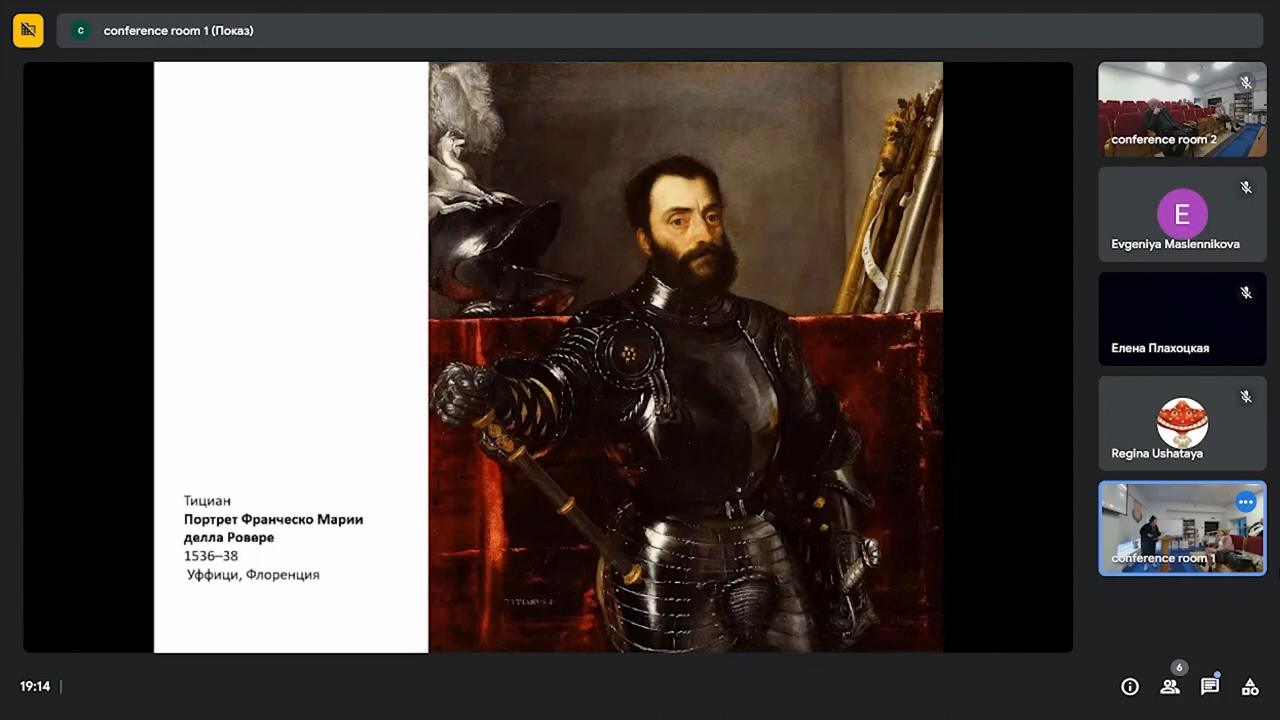 c
conference room 1 (Показ)
Тициан
Портрет Франческо Марии
делла Ровере
1536–38
Уффици, Флоренция
conference room 2
E
Evgeniya Maslennikova
Елена Плахоцкая
Regina Ushataya
conference room 1
19:14
6